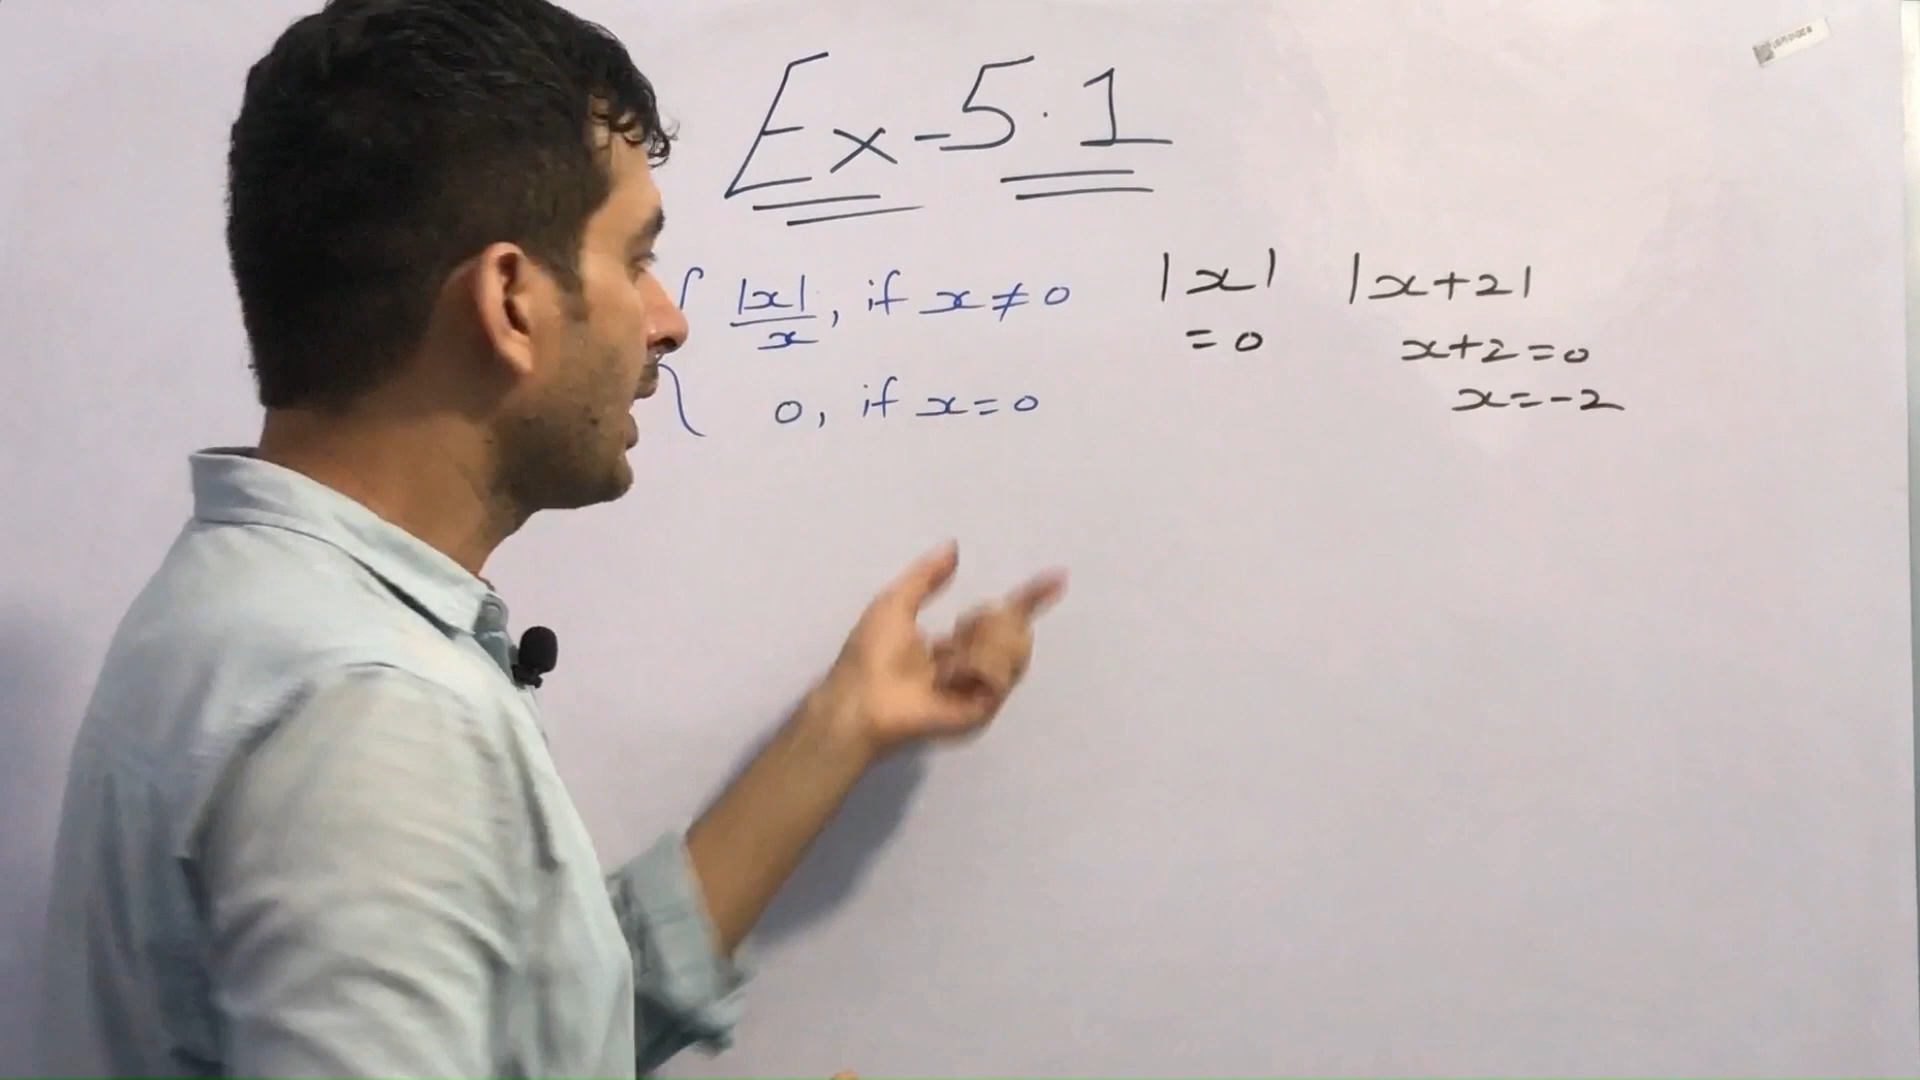 Ex-5.1
{ |x|/x, if x≠0
0, if x=0
|x|
=0
|x+2|
x+2=0
x=-2